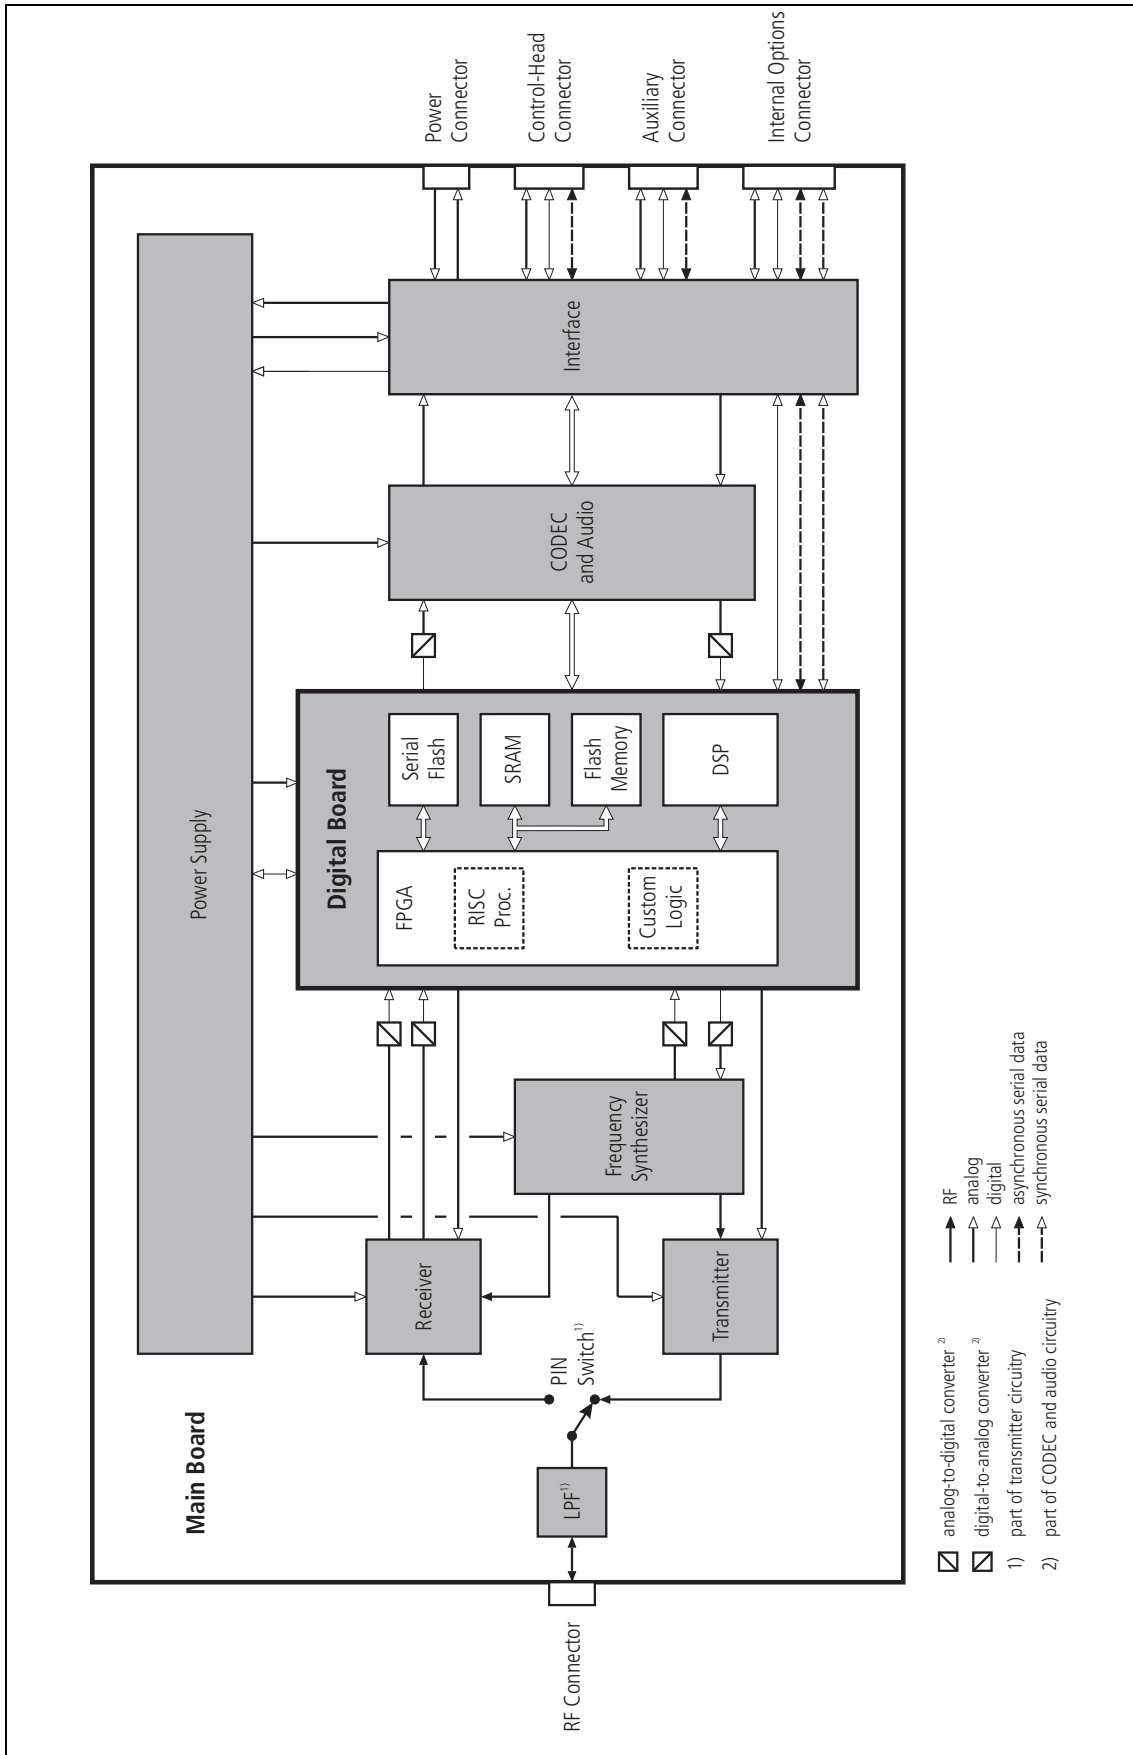 Main Board
Power Supply
RF Connector
LPF1)
PIN
Switch1)
Receiver
Transmitter
Frequency
Synthesizer
Digital Board
FPGA
RISC
Proc.
Custom
Logic
Serial
Flash
SRAM
Flash
Memory
DSP
CODEC
and Audio
Interface
Power
Connector
Control-Head
Connector
Auxiliary
Connector
Internal Options
Connector
analog-to-digital converter 2)
digital-to-analog converter 2)
1) part of transmitter circuitry
2) part of CODEC and audio circuitry
RF
analog
digital
asynchronous serial data
synchronous serial data